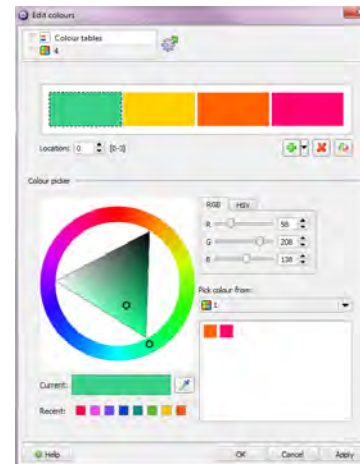 Edit colours
Colour tables
4
Location: 0 [0-3]
Colour picker
RGB HSV
R 56
G 208
B 138
Pick colour from:
1
Current:
Recent:
Help OK Cancel Apply